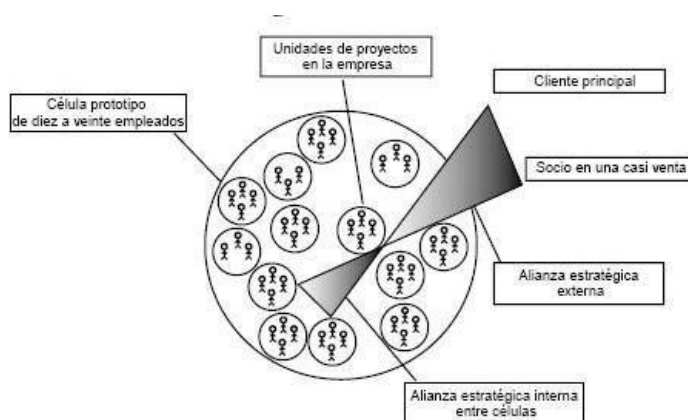 Unidades de proyectos
en la empresa
Cliente principal
Célula prototipo
de diez a veinte empleados
Socio en una casi venta
Alianza estratégica
externa
Alianza estratégica interna
entre células